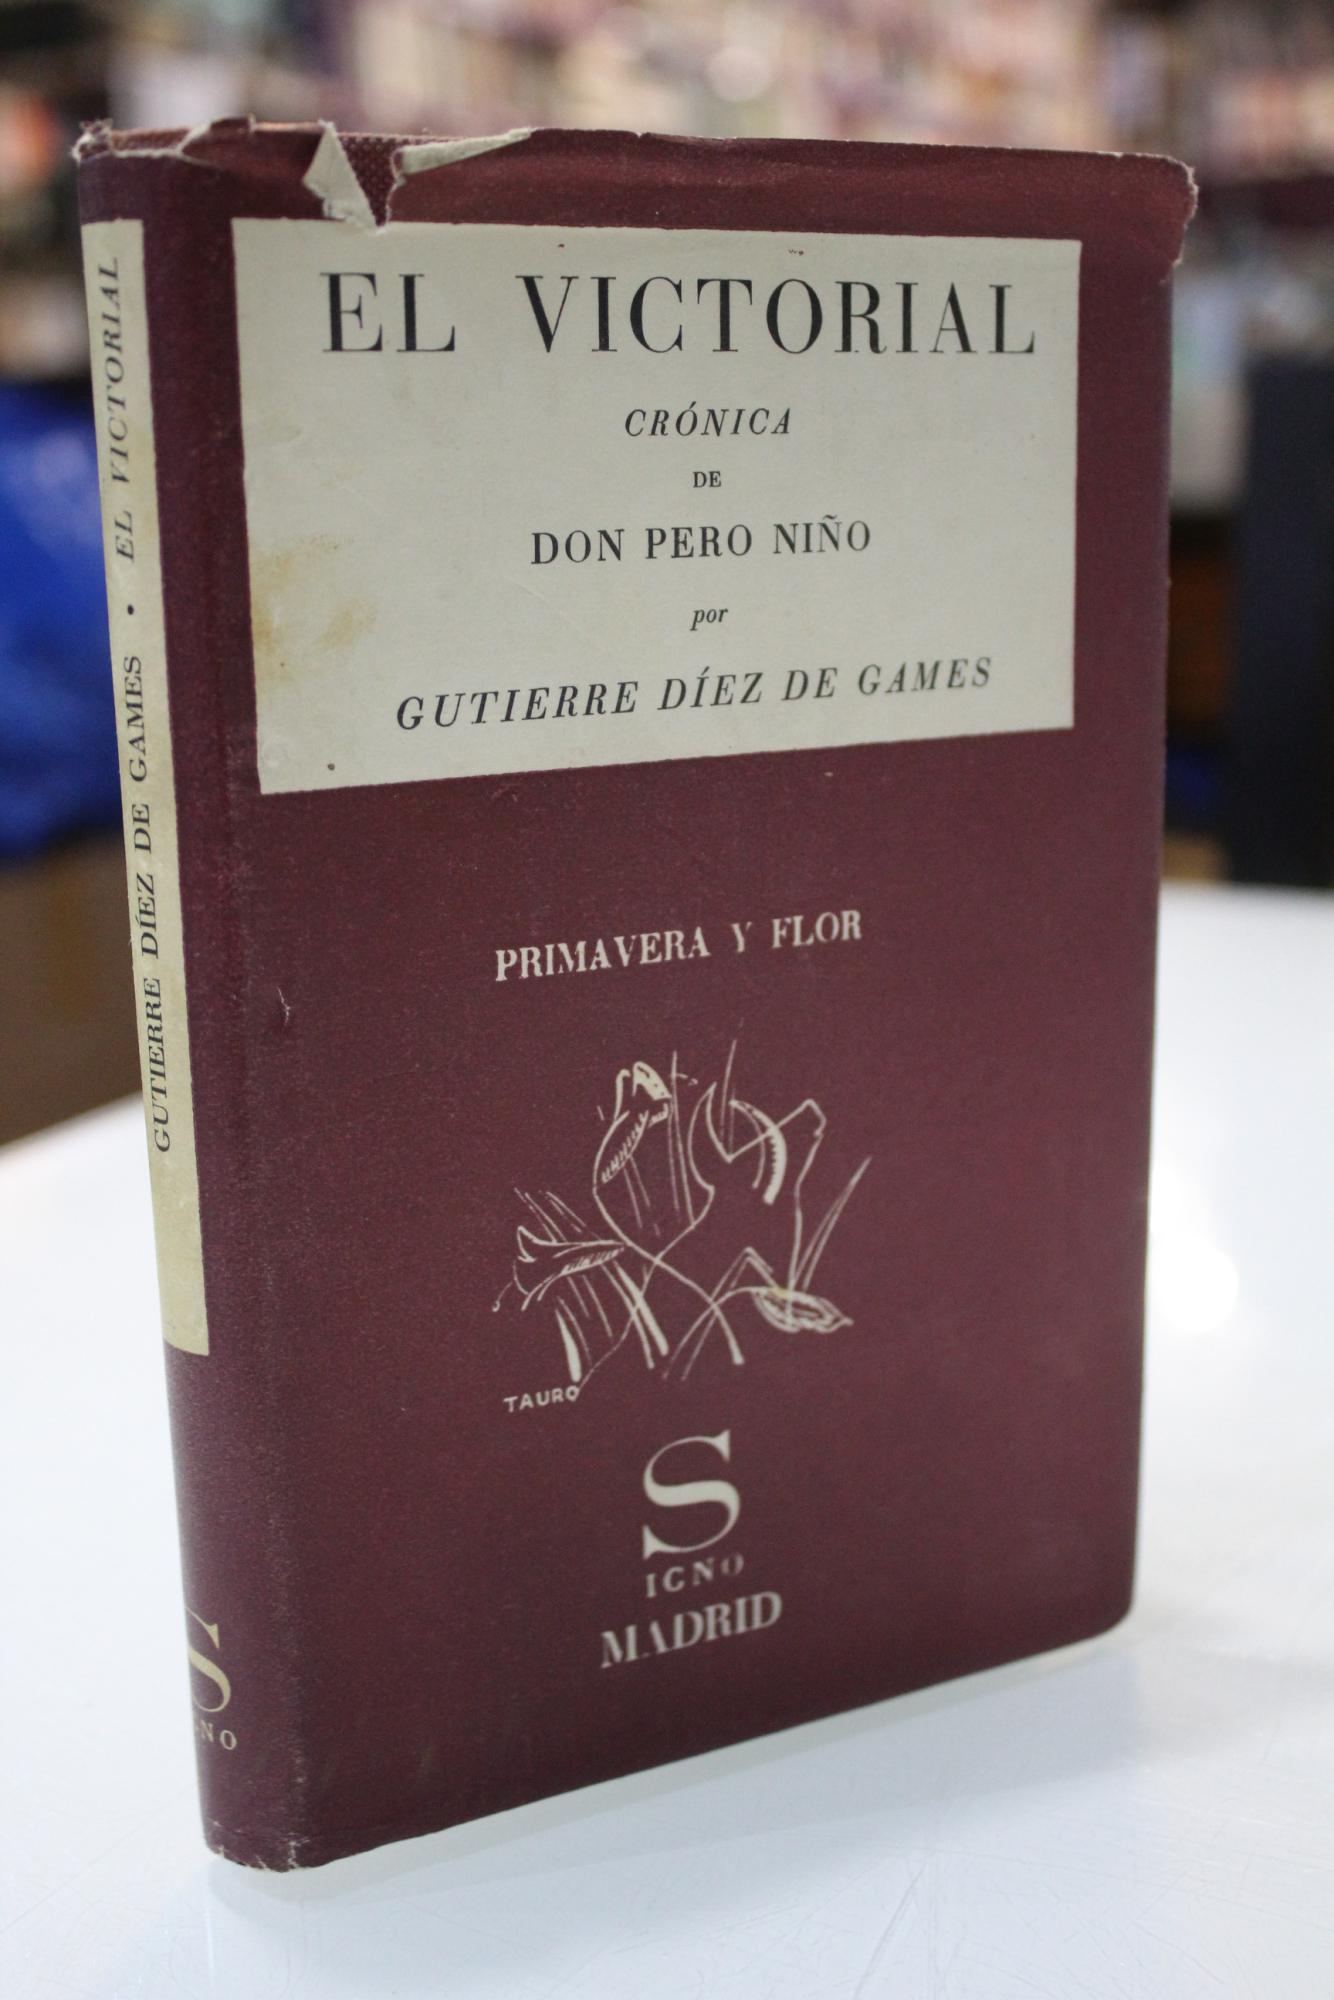 EL VICTORIAL
CRÓNICA
DE
DON PERO NIÑO
por
GUTIERRE DÍEZ DE GAMES
PRIMAVERA Y FLOR
TAURO
S
IGNO
MADRID
GUTIERRE DÍEZ DE GAMES • EL VICTORIAL
S
IGNO